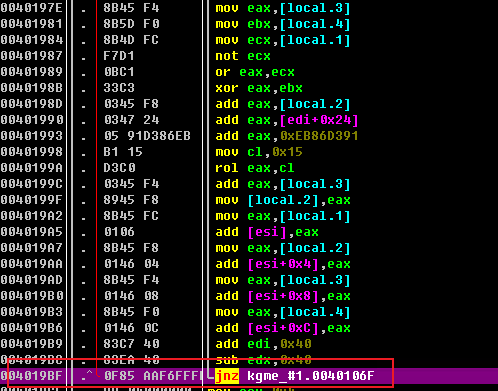 0040197E . 8B45 F4 mov eax,[local.3]
00401981 . 8B5D F0 mov ebx,[local.4]
00401984 . 8B4D FC mov ecx,[local.1]
00401987 . F7D1 not ecx
00401989 . 0BC1 or eax,ecx
0040198B . 33C3 xor eax,ebx
0040198D . 0345 F8 add eax,[local.2]
00401990 . 0347 24 add eax,[edi+0x24]
00401993 . 05 91D386EB add eax,0xEB86D391
00401998 . B1 15 mov cl,0x15
0040199A . D3C0 rol eax,cl
0040199C . 0345 F4 add eax,[local.3]
0040199F . 8945 F8 mov [local.2],eax
004019A2 . 8B45 FC mov eax,[local.1]
004019A5 . 0106 add [esi],eax
004019A7 . 8B45 F8 mov eax,[local.2]
004019AA . 0146 04 add [esi+0x4],eax
004019AD . 8B45 F4 mov eax,[local.3]
004019B0 . 0146 08 add [esi+0x8],eax
004019B3 . 8B45 F0 mov eax,[local.4]
004019B6 . 0146 0C add [esi+0xC],eax
004019B9 . 83C7 40 add edi,0x40
004019BC . 83EA 40 sub edx,0x40
004019BF .^ 0F85 AAF6FFFF jnz kgme_#1.0040106F